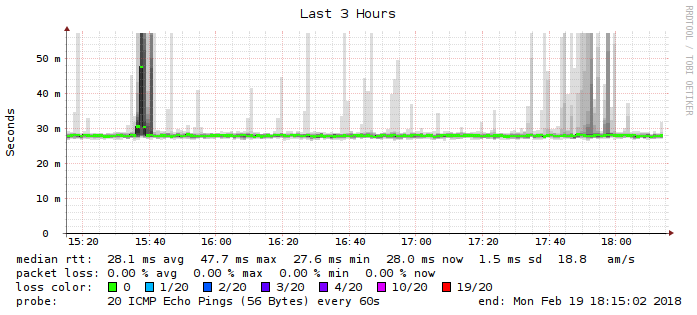 Last 3 Hours
RRDTOOL / TOBI OETIKER
Seconds
50 m
40 m
30 m
20 m
10 m
0
15:20 15:40 16:00 16:20 16:40 17:00 17:20 17:40 18:00
median rtt: 28.1 ms avg 47.7 ms max 27.6 ms min 28.0 ms now 1.5 ms sd 18.8 am/s
packet loss: 0.00 % avg 0.00 % max 0.00 % min 0.00 % now
loss color: 0 1/20 2/20 3/20 4/20 10/20 19/20
probe: 20 ICMP Echo Pings (56 Bytes) every 60s end: Mon Feb 19 18:15:02 2018